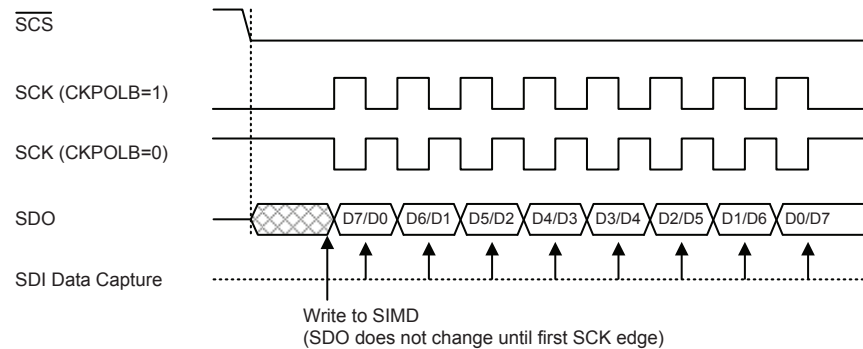 SCS
SCK (CKPOLB=1)
SCK (CKPOLB=0)
SDO D7/D0 D6/D1 D5/D2 D4/D3 D3/D4 D2/D5 D1/D6 D0/D7
SDI Data Capture
Write to SIMD
(SDO does not change until first SCK edge)